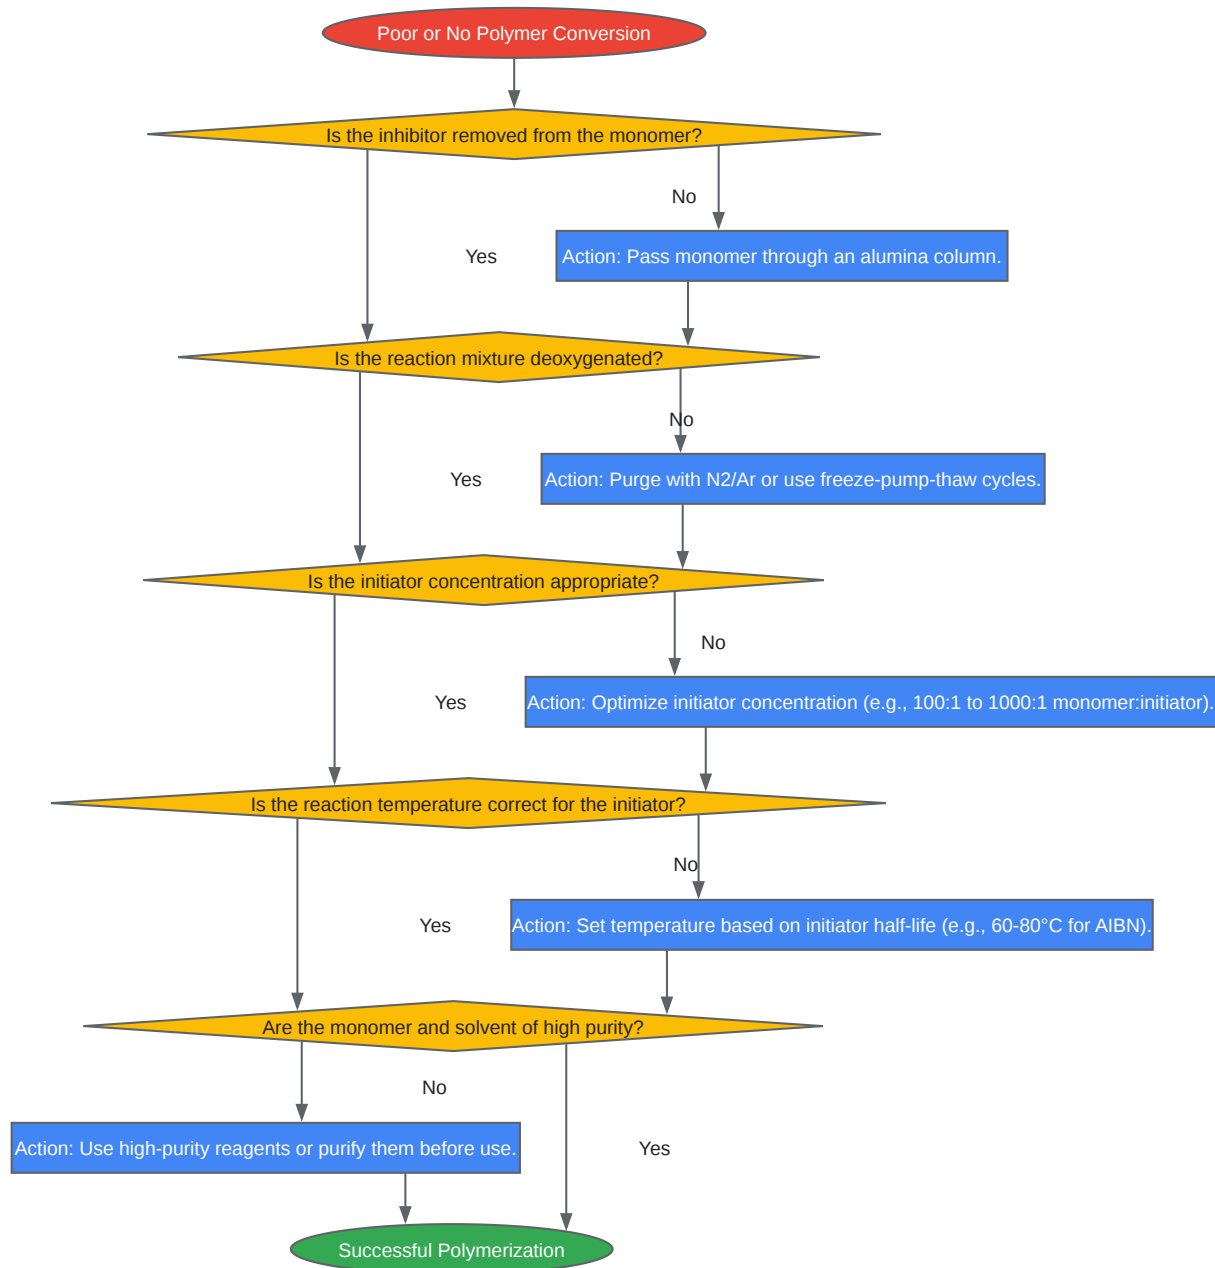 Poor or No Polymer Conversion
Is the inhibitor removed from the monomer?
No
Yes
Action: Pass monomer through an alumina column.
Is the reaction mixture deoxygenated?
No
Yes
Action: Purge with N2/Ar or use freeze-pump-thaw cycles.
Is the initiator concentration appropriate?
No
Yes
Action: Optimize initiator concentration (e.g., 100:1 to 1000:1 monomer:initiator).
Is the reaction temperature correct for the initiator?
No
Yes
Action: Set temperature based on initiator half-life (e.g., 60-80°C for AIBN).
Are the monomer and solvent of high purity?
No
Action: Use high-purity reagents or purify them before use.
Yes
Successful Polymerization